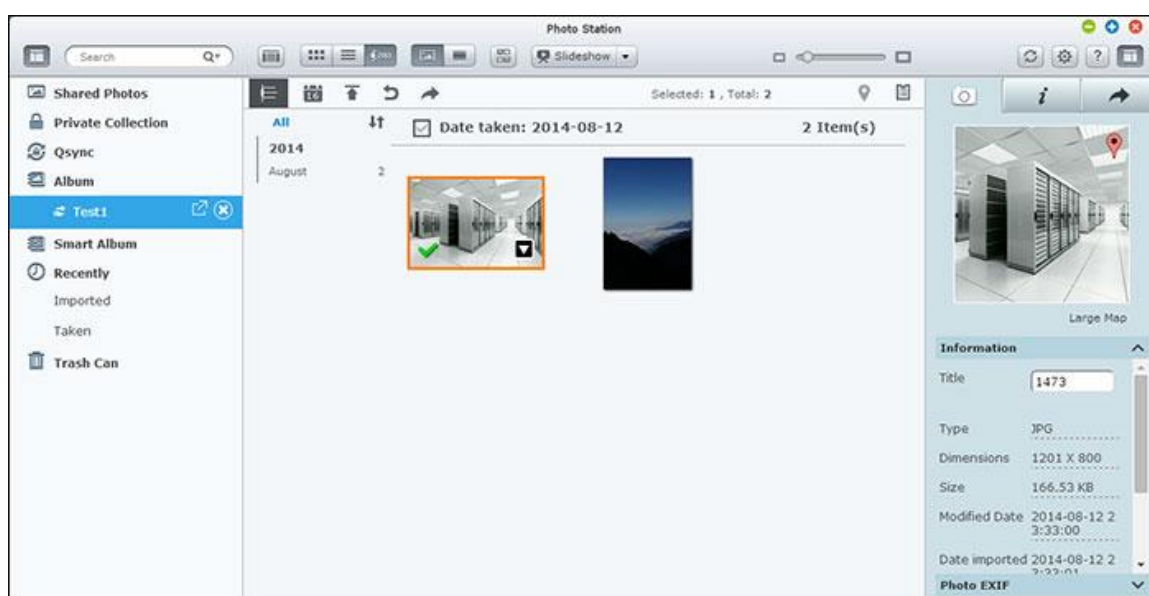 Photo Station
Search
Slideshow
Shared Photos
Private Collection
Qsync
Album
Test1
Smart Album
Recently
Imported
Taken
Trash Can
Selected: 1 , Total: 2
All
2014
August 2
Date taken: 2014-08-12 2 Item(s)
Large Map
Information
Title 1473
Type JPG
Dimensions 1201 X 800
Size 166.53 KB
Modified Date 2014-08-12 2
3:33:00
Date imported 2014-08-12 2
Photo EXIF